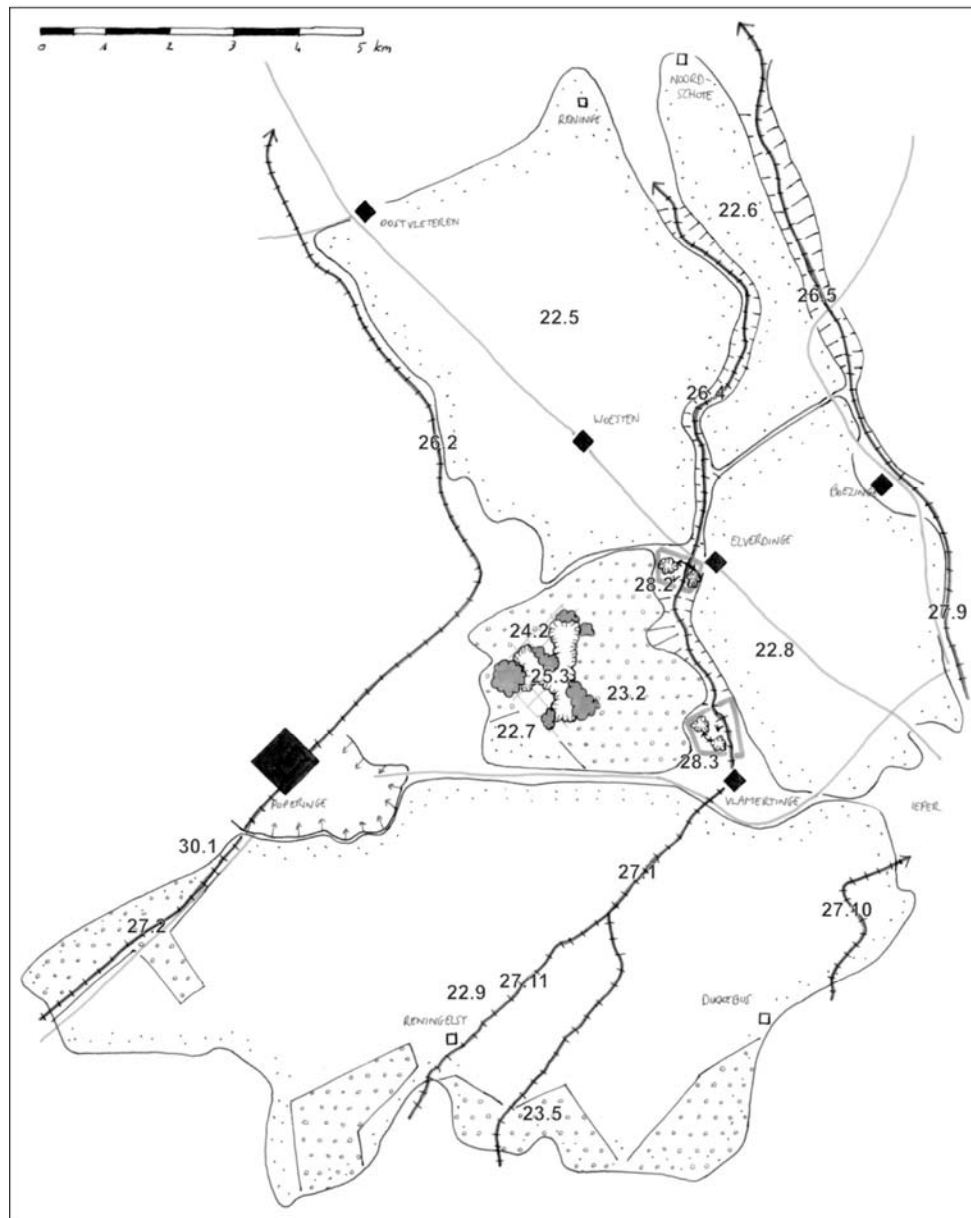 0 1 2 3 4 5 km
NOORD-
SCHOTE
RENINGE
22.6
OOSTVLETEREN
26.5
22.5
26.4
WOESTEN
26.2
BOEZINGE
ELVERDINGE
28.2
27.9
24.2
22.8
25.3
23.2
22.7
28.3
POPERINGE
VLAMERTINGE
IEPER
30.1
27.1
27.2
27.10
27.11
22.9
DIKKEBUS
RENINGELST
23.5